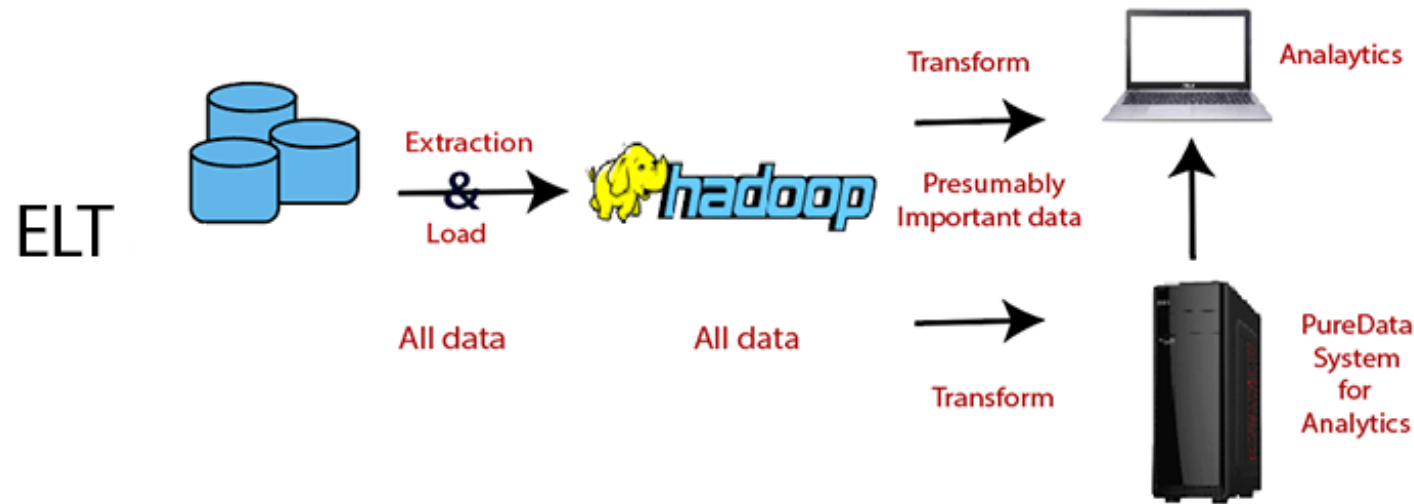 ELT
Extraction
&
Load
All data
hadoop
All data
Transform
Presumably
Important data
Transform
Analaytics
PureData
System
for
Analytics